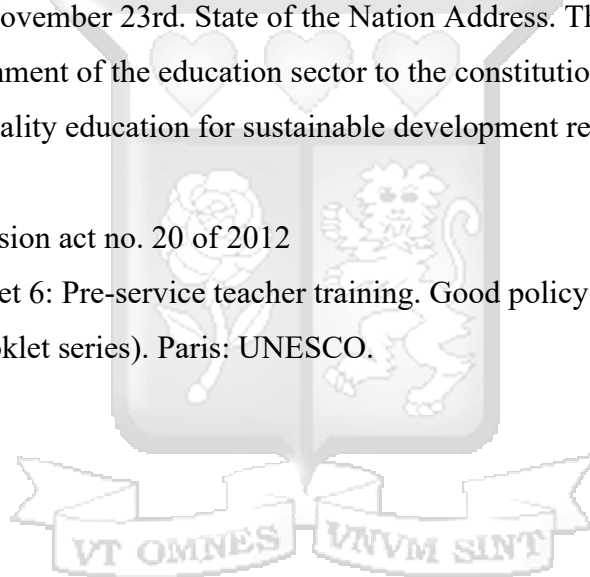 ovember 23rd. State of the Nation Address. Th
nment of the education sector to the constitutio
ality education for sustainable development re
sion act no. 20 of 2012
et 6: Pre-service teacher training. Good policy
oklet series). Paris: UNESCO.
VT OMNES VNVM SINT